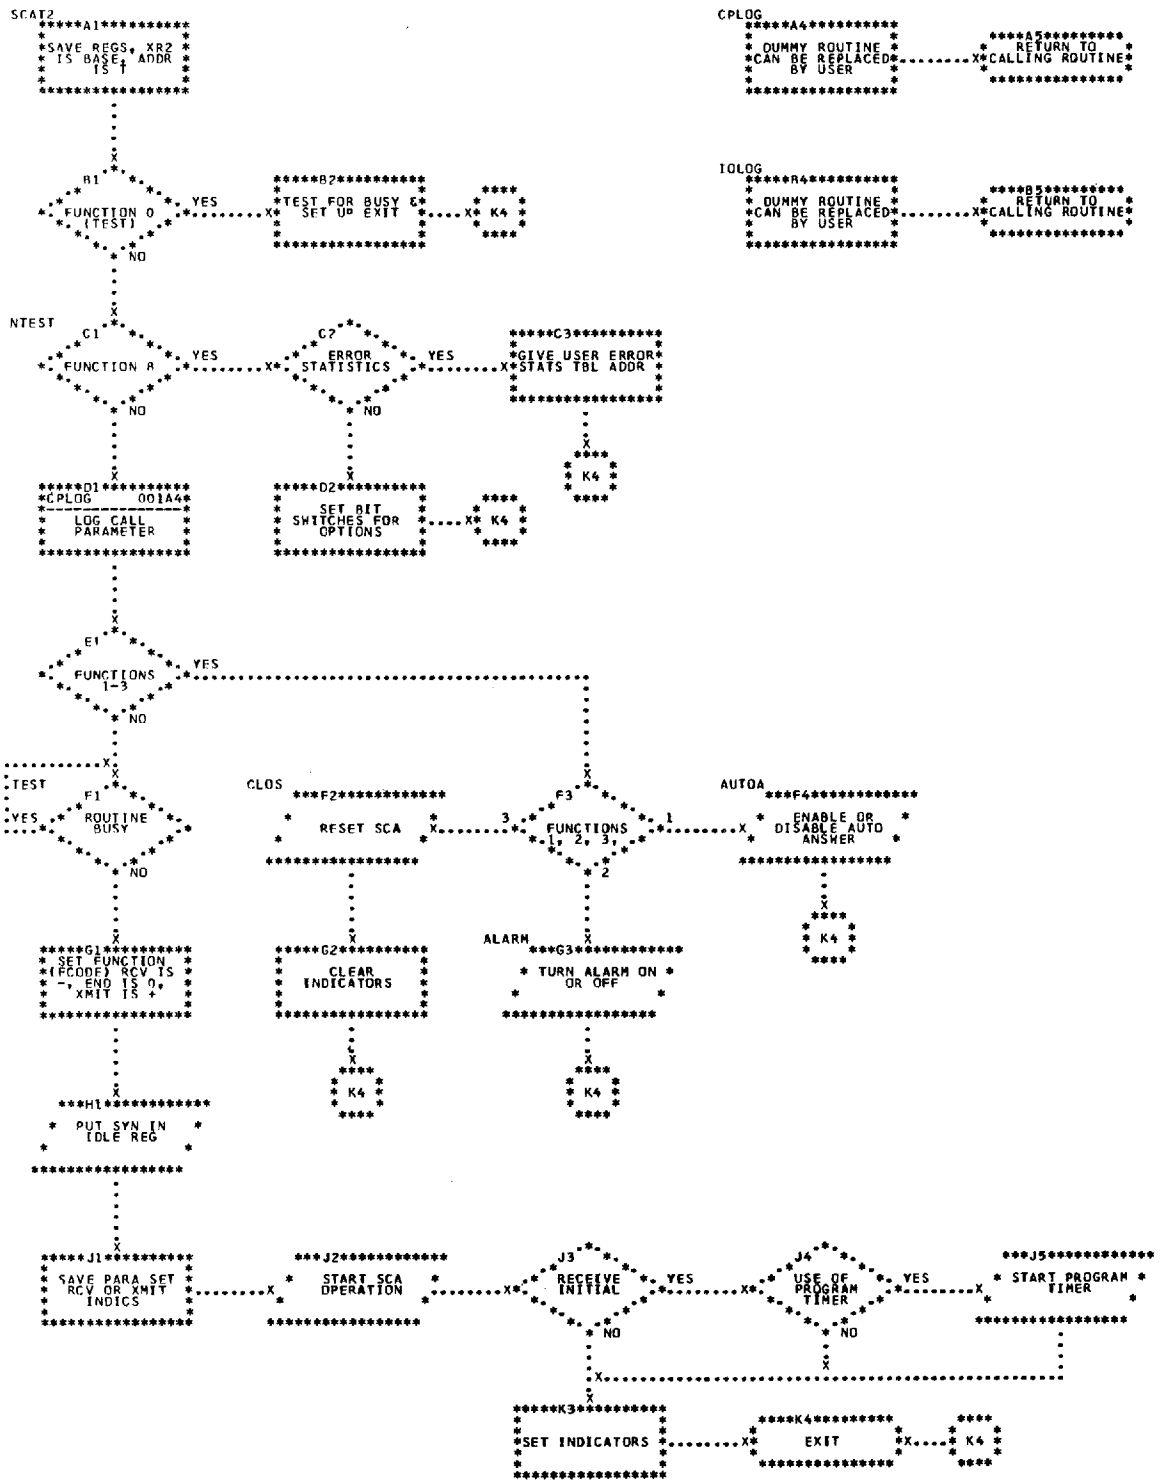 SCAT2
A1
SAVE REGS, XR2
IS BASE, ADDR
IS T
CPLOG
A4
DUMMY ROUTINE
CAN BE REPLACED
BY USER
A5
RETURN TO
CALLING ROUTINE
B1
FUNCTION 0
(TEST)
YES
NO
B2
TEST FOR BUSY &
SET UP EXIT
K4
IOLOG
B4
DUMMY ROUTINE
CAN BE REPLACED
BY USER
B5
RETURN TO
CALLING ROUTINE
NTEST
C1
FUNCTION 8
YES
NO
C2
ERROR
STATISTICS
YES
NO
C3
GIVE USER ERROR
STATS TBL ADDR
K4
D1
CPLOG 001A4
LOG CALL
PARAMETER
D2
SET BIT
SWITCHES FOR
OPTIONS
K4
E1
FUNCTIONS
1-3
YES
NO
TEST
F1
ROUTINE
BUSY
YES
NO
CLOS
F2
RESET SCA
F3
FUNCTIONS
1, 2, 3,
3
1
2
AUTOA
F4
ENABLE OR
DISABLE AUTO
ANSWER
K4
G1
SET FUNCTION
(FCODE) RCV IS
-, END IS 0,
XMIT IS +
G2
CLEAR
INDICATORS
K4
ALARM
G3
TURN ALARM ON
OR OFF
K4
H1
PUT SYN IN
IDLE REG
J1
SAVE PARA SET
RCV OR XMIT
INDICS
J2
START SCA
OPERATION
J3
RECEIVE
INITIAL
YES
NO
J4
USE OF
PROGRAM
TIMER
YES
NO
J5
START PROGRAM
TIMER
K3
SET INDICATORS
K4
EXIT
K4